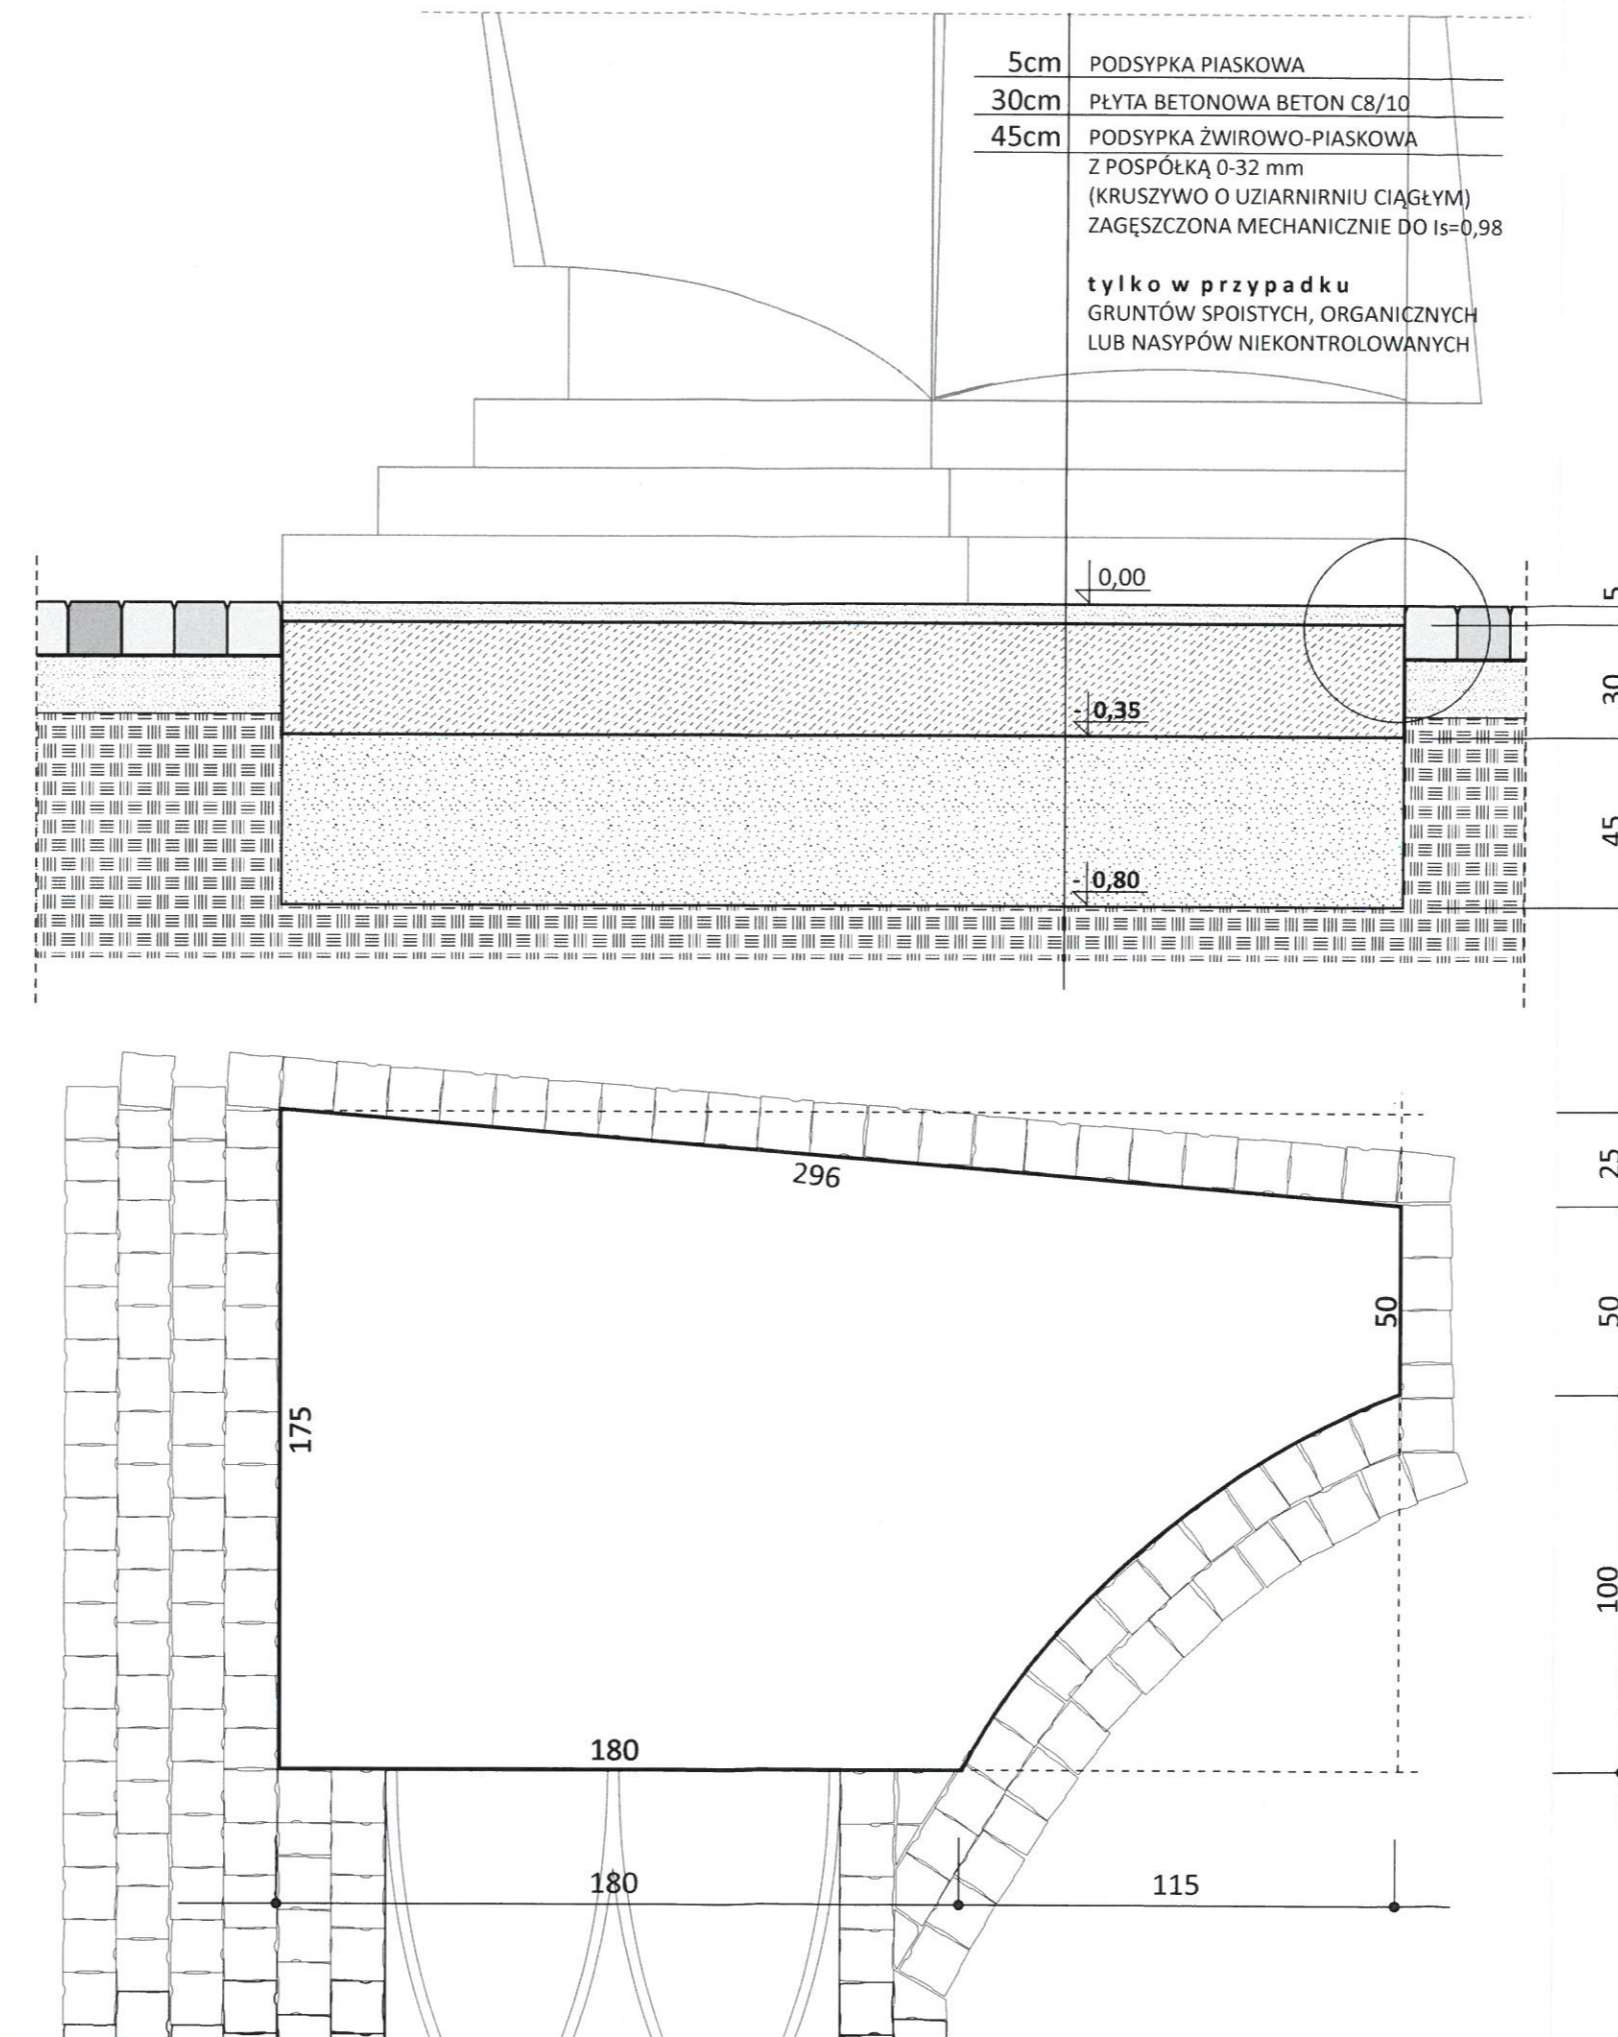 5cm PODSYPKA PIASKOWA
30cm PŁYTA BETONOWA BETON C8/10
45cm PODSYPKA ŻWIROWO-PIASKOWA
Z POSPÓŁKĄ 0-32 mm
(KRUSZYWO O UZIARNIRNIU CIĄGŁYM)
ZAGĘSZCZONA MECHANICZNIE DO Is=0,98
tylko w przypadku
GRUNTÓW SPOISTYCH, ORGANICZNYCH
LUB NASYPÓW NIEKONTROLOWANYCH
0,00
5
30
- 0,35
45
- 0,80
25
296
50
50
175
100
180
180
115